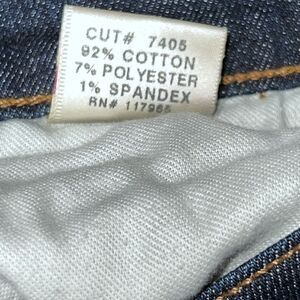 CUT# 7405
92% COTTON
7% POLYESTER
1% SPANDEX
RN# 117965